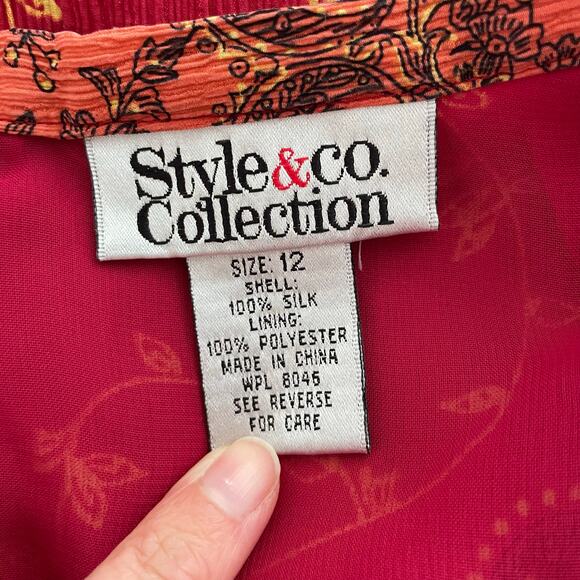 Style&co.
Collection
SIZE: 12
SHELL:
100% SILK
LINING:
100% POLYESTER
MADE IN CHINA
WPL 8046
SEE REVERSE
FOR CARE